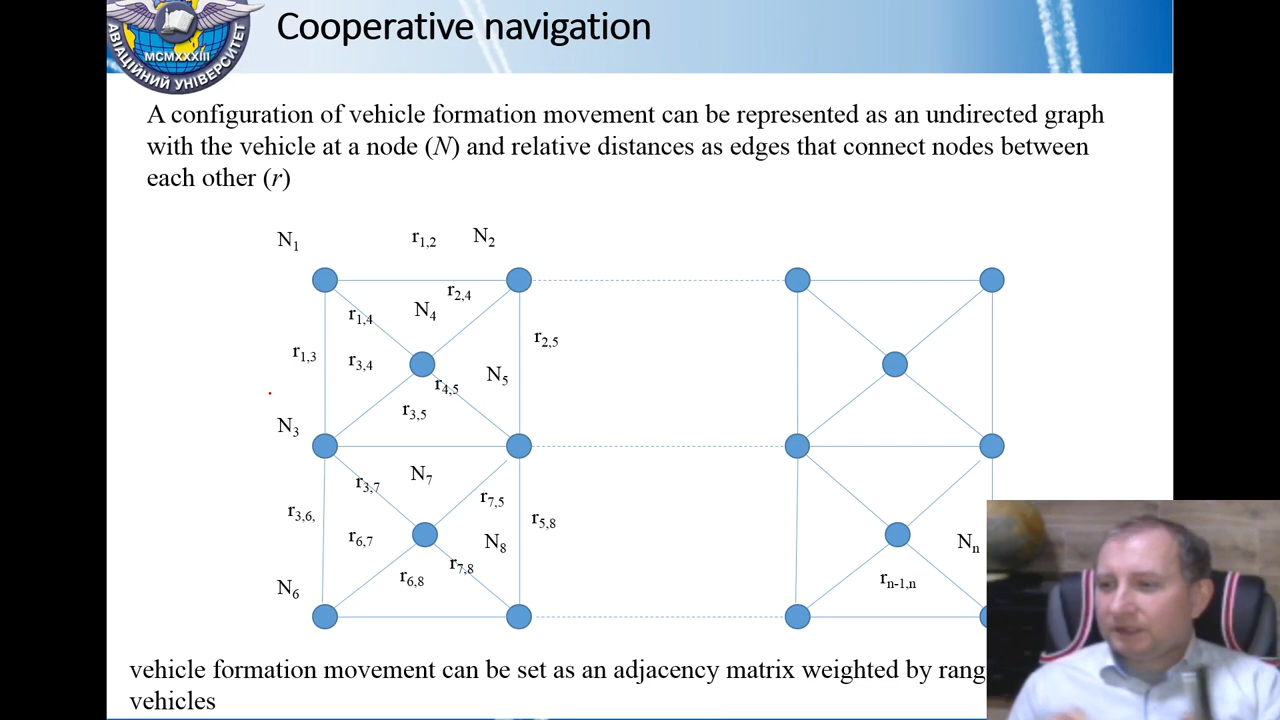 Cooperative navigation
MCMXXXIII
АВІАЦІЙНИЙ УНІВЕРСИТЕТ
A configuration of vehicle formation movement can be represented as an undirected graph
with the vehicle at a node (N) and relative distances as edges that connect nodes between
each other (r)
N1 r1,2 N2
r2,4
N4
r1,4
r2,5
r1,3
r3,4
N5
r4,5
r3,5
N3
N7
r3,7
r7,5
r3,6,
r5,8
r6,7
N8
Nn
r7,8
r6,8
rn-1,n
N6
vehicle formation movement can be set as an adjacency matrix weighted by
vehicles